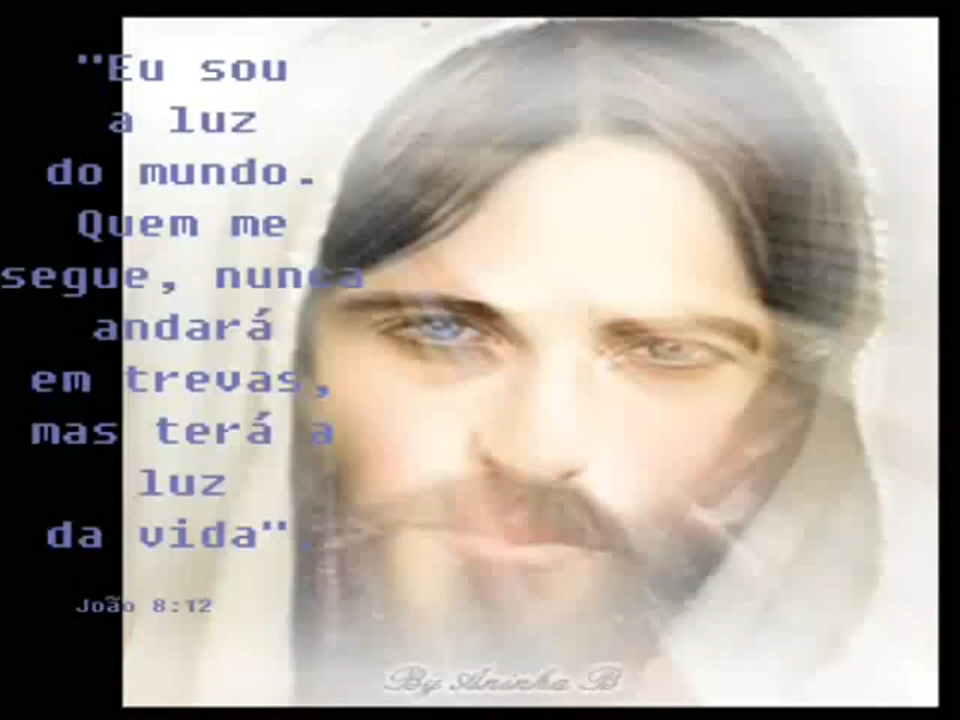 "Eu sou
a luz
do mundo.
Quem me
segue, nunca
andará
em trevas,
mas terá a
luz
da vida".
João 8:12
By Aninha B